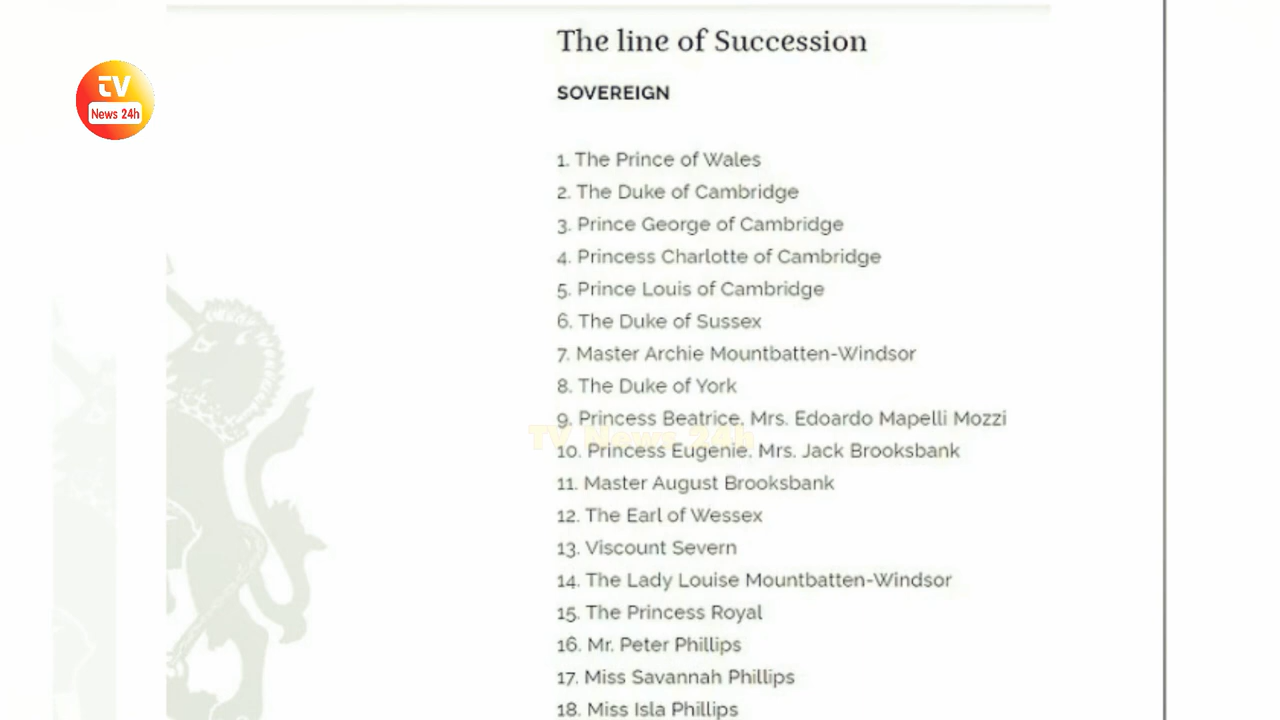 The line of Succession
TV
News 24h
SOVEREIGN
1. The Prince of Wales
2. The Duke of Cambridge
3. Prince George of Cambridge
4. Princess Charlotte of Cambridge
5. Prince Louis of Cambridge
6. The Duke of Sussex
7. Master Archie Mountbatten-Windsor
8. The Duke of York
9. Princess Beatrice, Mrs. Edoardo Mapelli Mozzi
TV News 24h
10. Princess Eugenie, Mrs. Jack Brooksbank
11. Master August Brooksbank
12. The Earl of Wessex
13. Viscount Severn
14. The Lady Louise Mountbatten-Windsor
15. The Princess Royal
16. Mr. Peter Phillips
17. Miss Savannah Phillips
18. Miss Isla Phillips